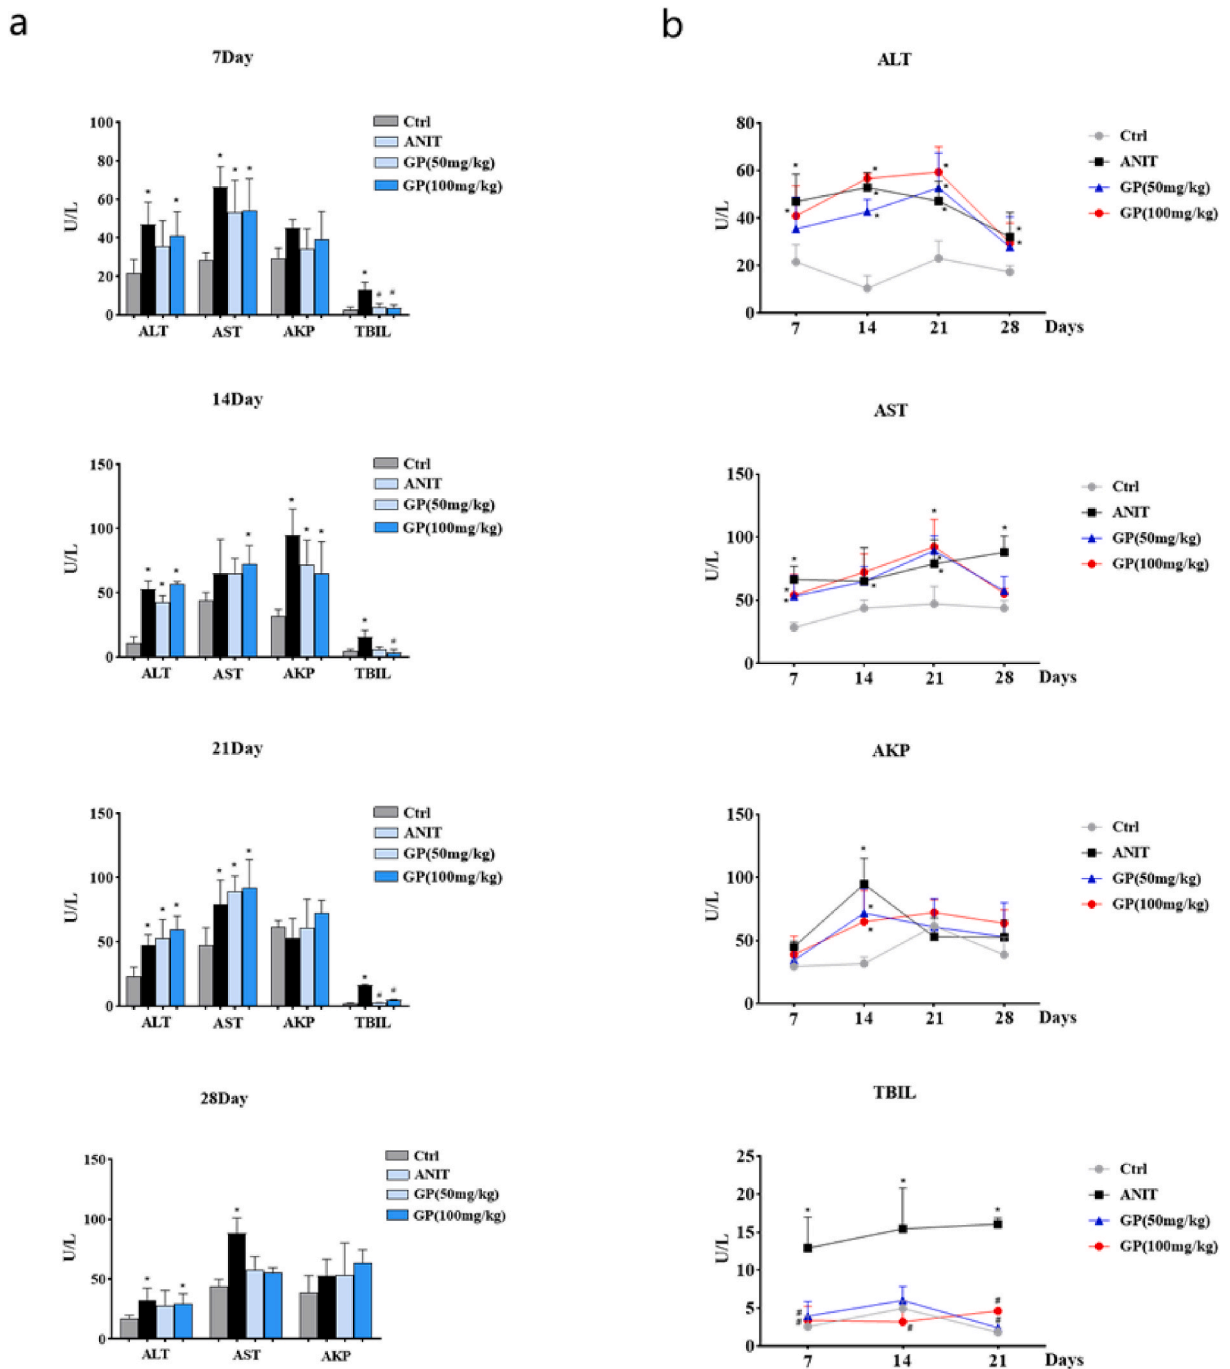 a
7Day
U/L
100
80
60
40
20
0
* * * * * * # #
ALT AST AKP TBIL
Ctrl
ANIT
GP(50mg/kg)
GP(100mg/kg)
14Day
U/L
150
100
50
0
* * * * * * * * #
ALT AST AKP TBIL
Ctrl
ANIT
GP(50mg/kg)
GP(100mg/kg)
21Day
U/L
150
100
50
0
* * * * * * * # #
ALT AST AKP TBIL
Ctrl
ANIT
GP(50mg/kg)
GP(100mg/kg)
28Day
U/L
150
100
50
0
* * *
ALT AST AKP
Ctrl
ANIT
GP(50mg/kg)
GP(100mg/kg)
b
ALT
U/L
80
60
40
20
0
* * * * * * * * * *
7 14 21 28 Days
Ctrl
ANIT
GP(50mg/kg)
GP(100mg/kg)
AST
U/L
150
100
50
0
* * * * * * * *
7 14 21 28 Days
Ctrl
ANIT
GP(50mg/kg)
GP(100mg/kg)
AKP
U/L
150
100
50
0
* * *
7 14 21 28 Days
Ctrl
ANIT
GP(50mg/kg)
GP(100mg/kg)
TBIL
U/L
25
20
15
10
5
0
* * * # # # # #
7 14 21 Days
Ctrl
ANIT
GP(50mg/kg)
GP(100mg/kg)